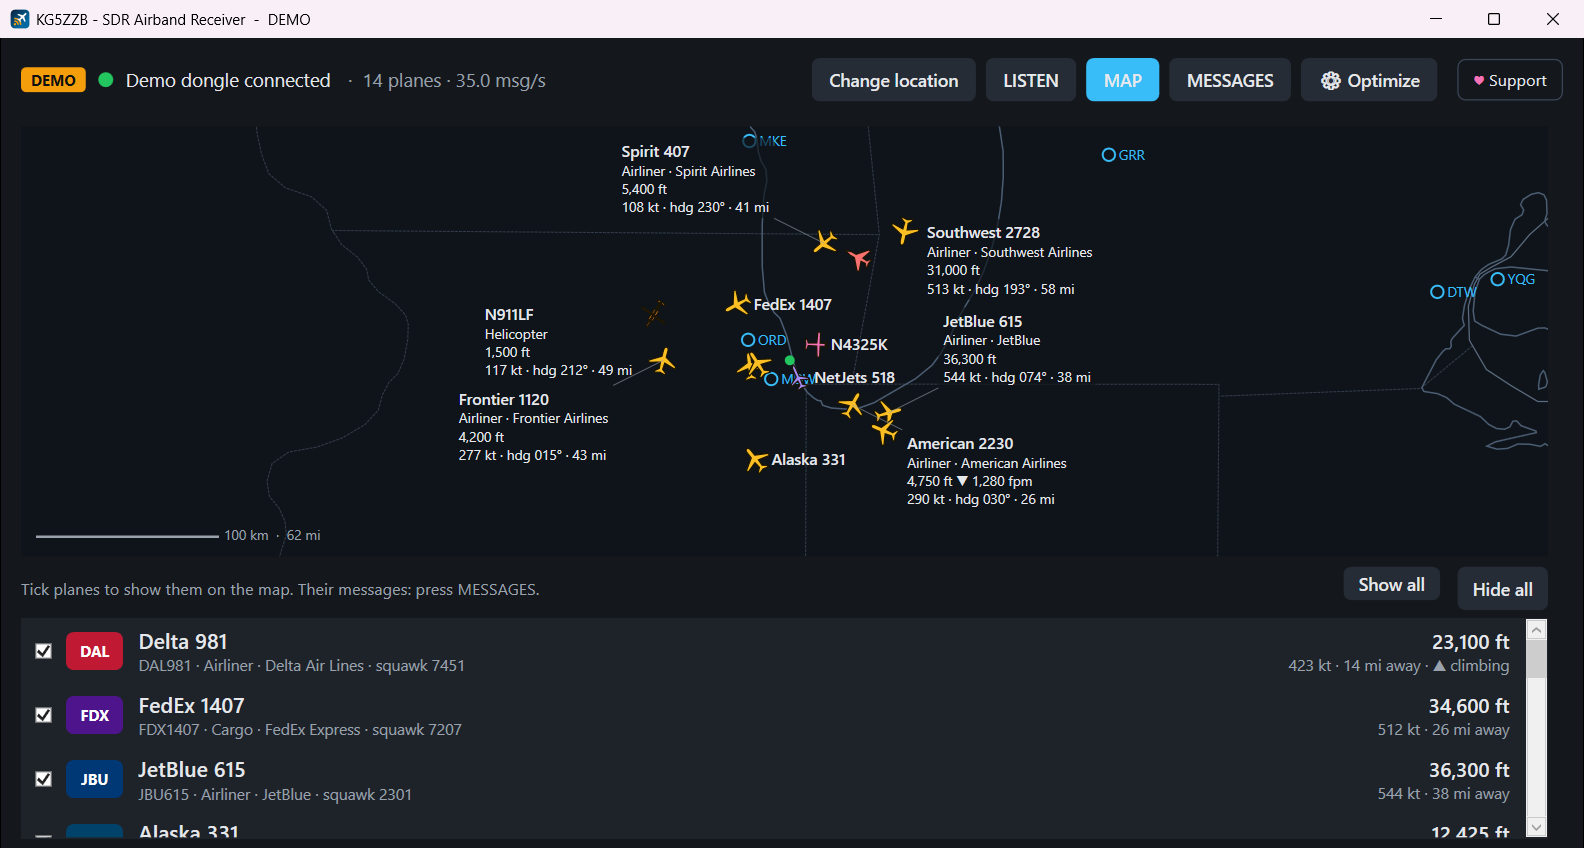 KG5ZZB - SDR Airband Receiver - DEMO
DEMO Demo dongle connected · 14 planes · 35.0 msg/s
Change location LISTEN MAP MESSAGES Optimize Support
MKE
GRR
Spirit 407
Airliner · Spirit Airlines
5,400 ft
108 kt · hdg 230° · 41 mi
Southwest 2728
Airliner · Southwest Airlines
31,000 ft
513 kt · hdg 193° · 58 mi
DTW
YQG
FedEx 1407
N911LF
Helicopter
1,500 ft
117 kt · hdg 212° · 49 mi
ORD
N4325K
JetBlue 615
Airliner · JetBlue
36,300 ft
544 kt · hdg 074° · 38 mi
NetJets 518
Frontier 1120
Airliner · Frontier Airlines
4,200 ft
277 kt · hdg 015° · 43 mi
American 2230
Airliner · American Airlines
4,750 ft ▼ 1,280 fpm
290 kt · hdg 030° · 26 mi
Alaska 331
100 km · 62 mi
Tick planes to show them on the map. Their messages: press MESSAGES.
Show all Hide all
DAL Delta 981 23,100 ft
DAL981 · Airliner · Delta Air Lines · squawk 7451 423 kt · 14 mi away · ▲ climbing
FDX FedEx 1407 34,600 ft
FDX1407 · Cargo · FedEx Express · squawk 7207 512 kt · 26 mi away
JBU JetBlue 615 36,300 ft
JBU615 · Airliner · JetBlue · squawk 2301 544 kt · 38 mi away
Alaska 331 12,425 ft